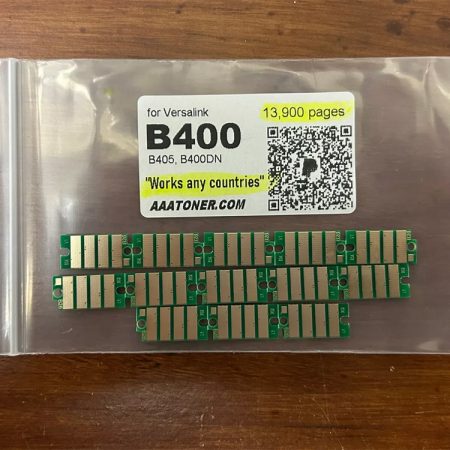 for Versalink
13,900 pages
B400
B405, B400DN
"Works any countries"
AAATONER.COM